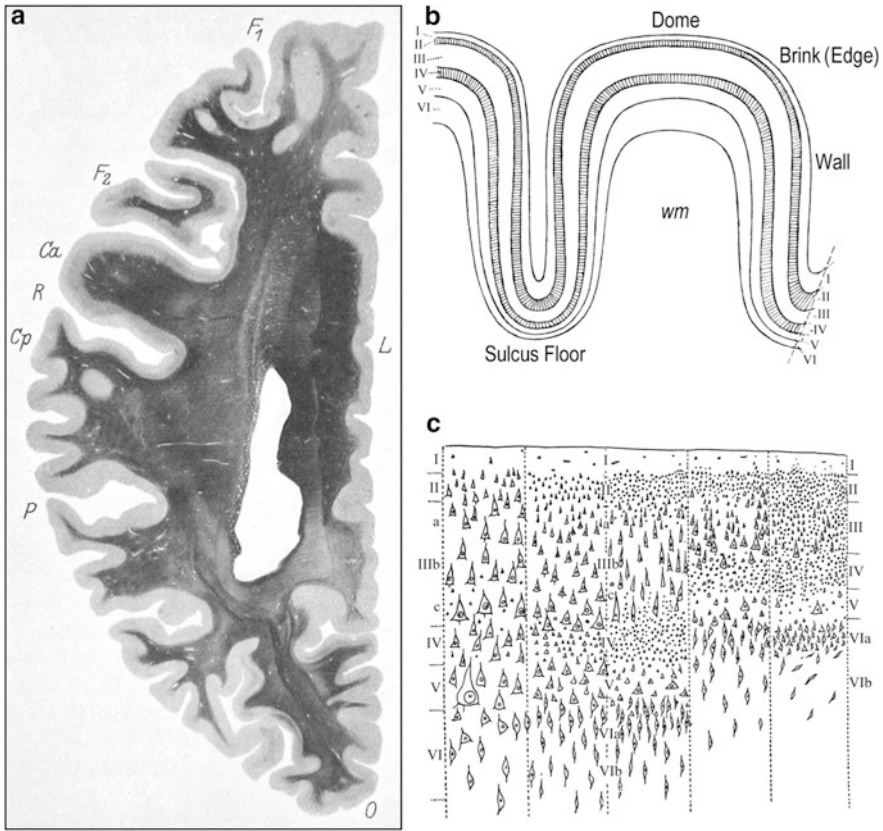 a
F₁
F₂
Ca
R
Cp
L
P
O
b
Dome
Brink (Edge)
Wall
wm
Sulcus Floor
I
II
III
IV
V
VI
I
II
III
IV
V
VI
c
I
II
a
IIIb
c
IV
V
VI
I
II
a
IIIb
c
IV
V
VIa
VIb
I
II
III
IV
V
VIa
VIb